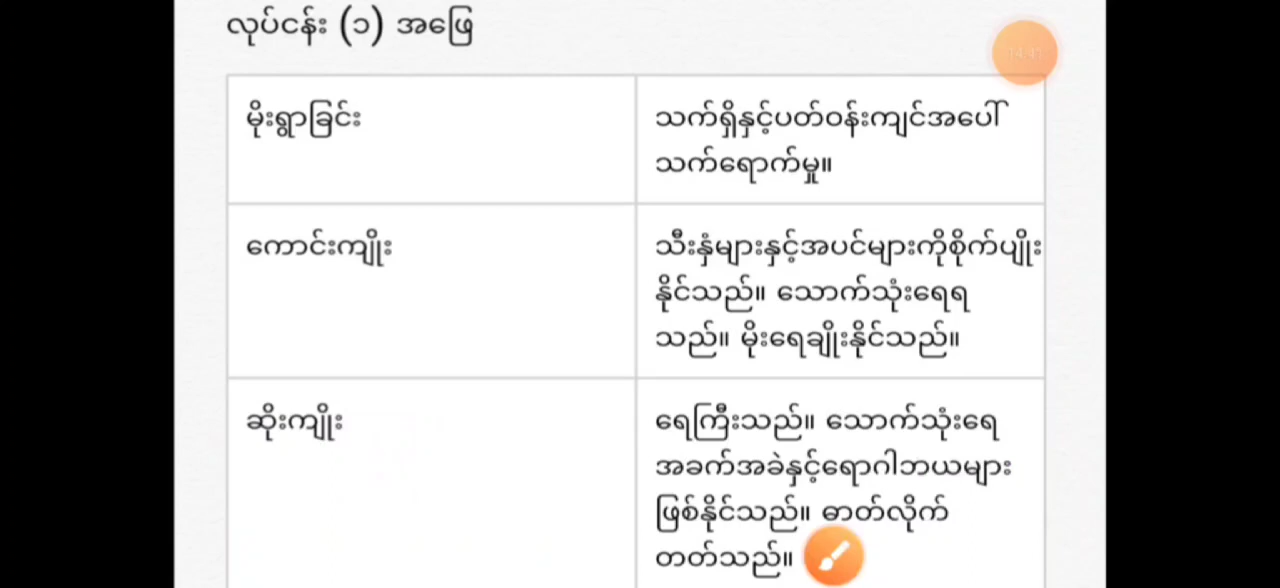 လုပ်ငန်း (၁) အဖြေ
မိုးရွာခြင်း
သက်ရှိနှင့်ပတ်ဝန်းကျင်အပေါ်
သက်ရောက်မှု။
ကောင်းကျိုး
သီးနှံများနှင့်အပင်များကိုစိုက်ပျိုး
နိုင်သည်။ သောက်သုံးရေရ
သည်။ မိုးရေချိုးနိုင်သည်။
ဆိုးကျိုး
ရေကြီးသည်။ သောက်သုံးရေ
အခက်အခဲနှင့်ရောဂါဘယများ
ဖြစ်နိုင်သည်။ ဓာတ်လိုက်
တတ်သည်။